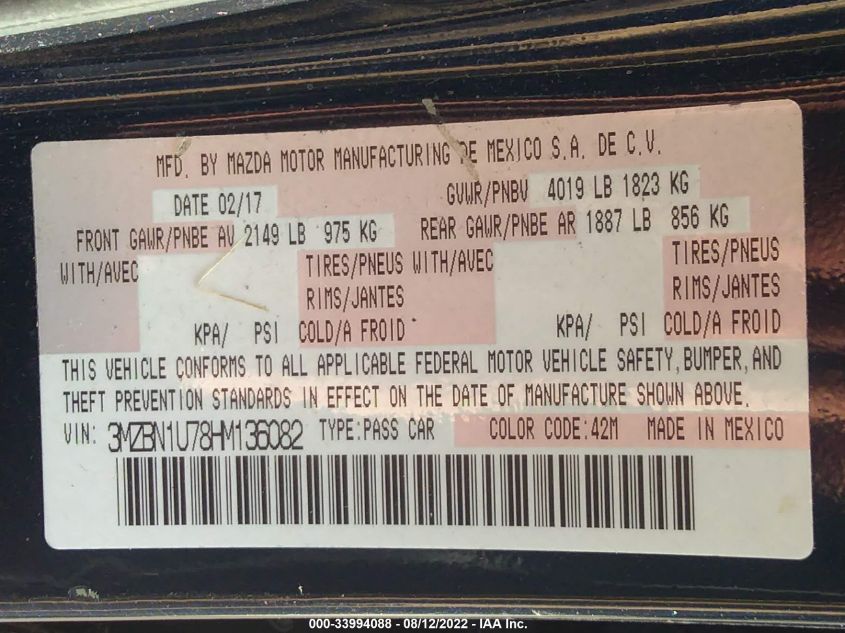 MFD. BY MAZDA MOTOR MANUFACTURING DE MEXICO S.A. DE C.V.
DATE 02/17 GVWR/PNBV 4019 LB 1823 KG
FRONT GAWR/PNBE AV 2149 LB 975 KG REAR GAWR/PNBE AR 1887 LB 856 KG
WITH/AVEC TIRES/PNEUS WITH/AVEC TIRES/PNEUS
RIMS/JANTES RIMS/JANTES
KPA/ PSI COLD/A FROID KPA/ PSI COLD/A FROID
THIS VEHICLE CONFORMS TO ALL APPLICABLE FEDERAL MOTOR VEHICLE SAFETY, BUMPER, AND
THEFT PREVENTION STANDARDS IN EFFECT ON THE DATE OF MANUFACTURE SHOWN ABOVE.
VIN: 3MZBN1U78HM136082 TYPE:PASS CAR COLOR CODE:42M MADE IN MEXICO
000-33994088 - 08/12/2022 - IAA Inc.